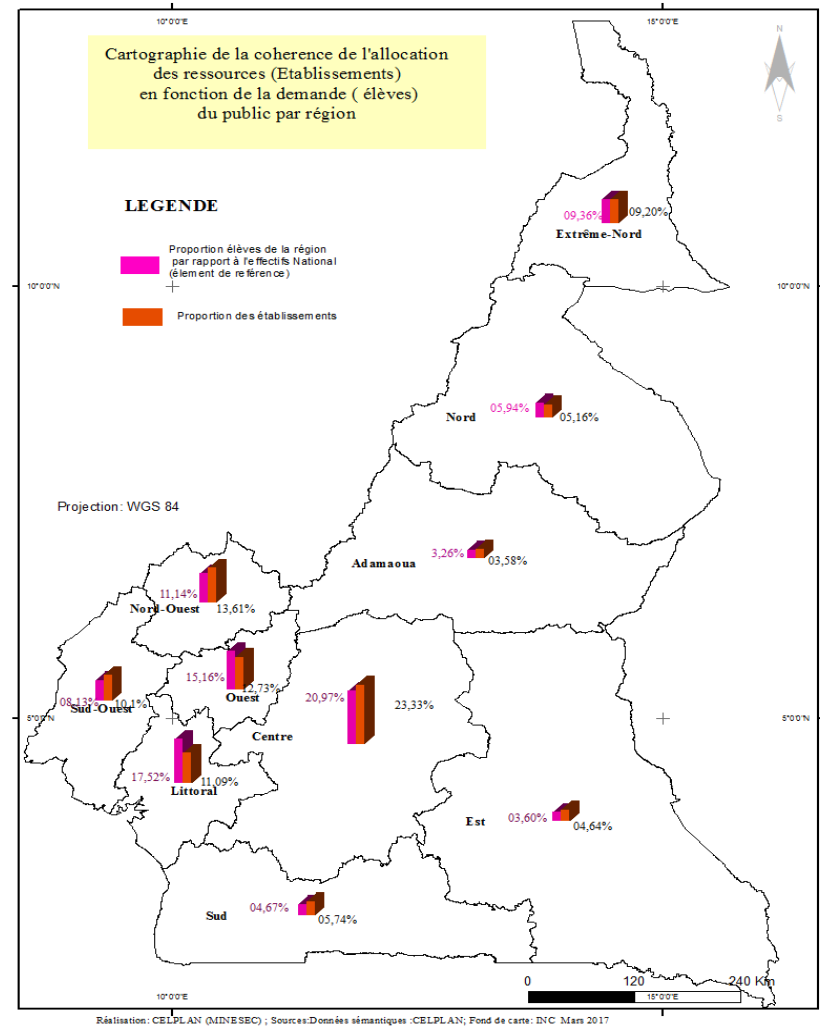 10°0'0"E
15°0'0"E
Cartographie de la coherence de l'allocation
des ressources (Etablissements)
en fonction de la demande ( élèves)
du public par région
N
S
LEGENDE
Proportion élèves de la région
par rapport à l'effectifs National
(élement de reférence)
Proportion des établissements
09,36%
09,20%
Extrême-Nord
10°0'0"N
10°0'0"N
05,94%
05,16%
Nord
Projection: WGS 84
3,26%
03,58%
Adamaoua
11,14%
13,61%
Nord-Ouest
15,16%
12,73%
Ouest
08,13%
10,1%
Sud-Ouest
20,97%
23,33%
Centre
5°0'0"N
5°0'0"N
17,52%
11,09%
Littoral
03,60%
04,64%
Est
04,67%
05,74%
Sud
0 120 240 Km
10°0'0"E
15°0'0"E
Réalisation: CELPLAN (MINESEC) ; Sources:Données sémantiques :CELPLAN; Fond de carte: INC Mars 2017